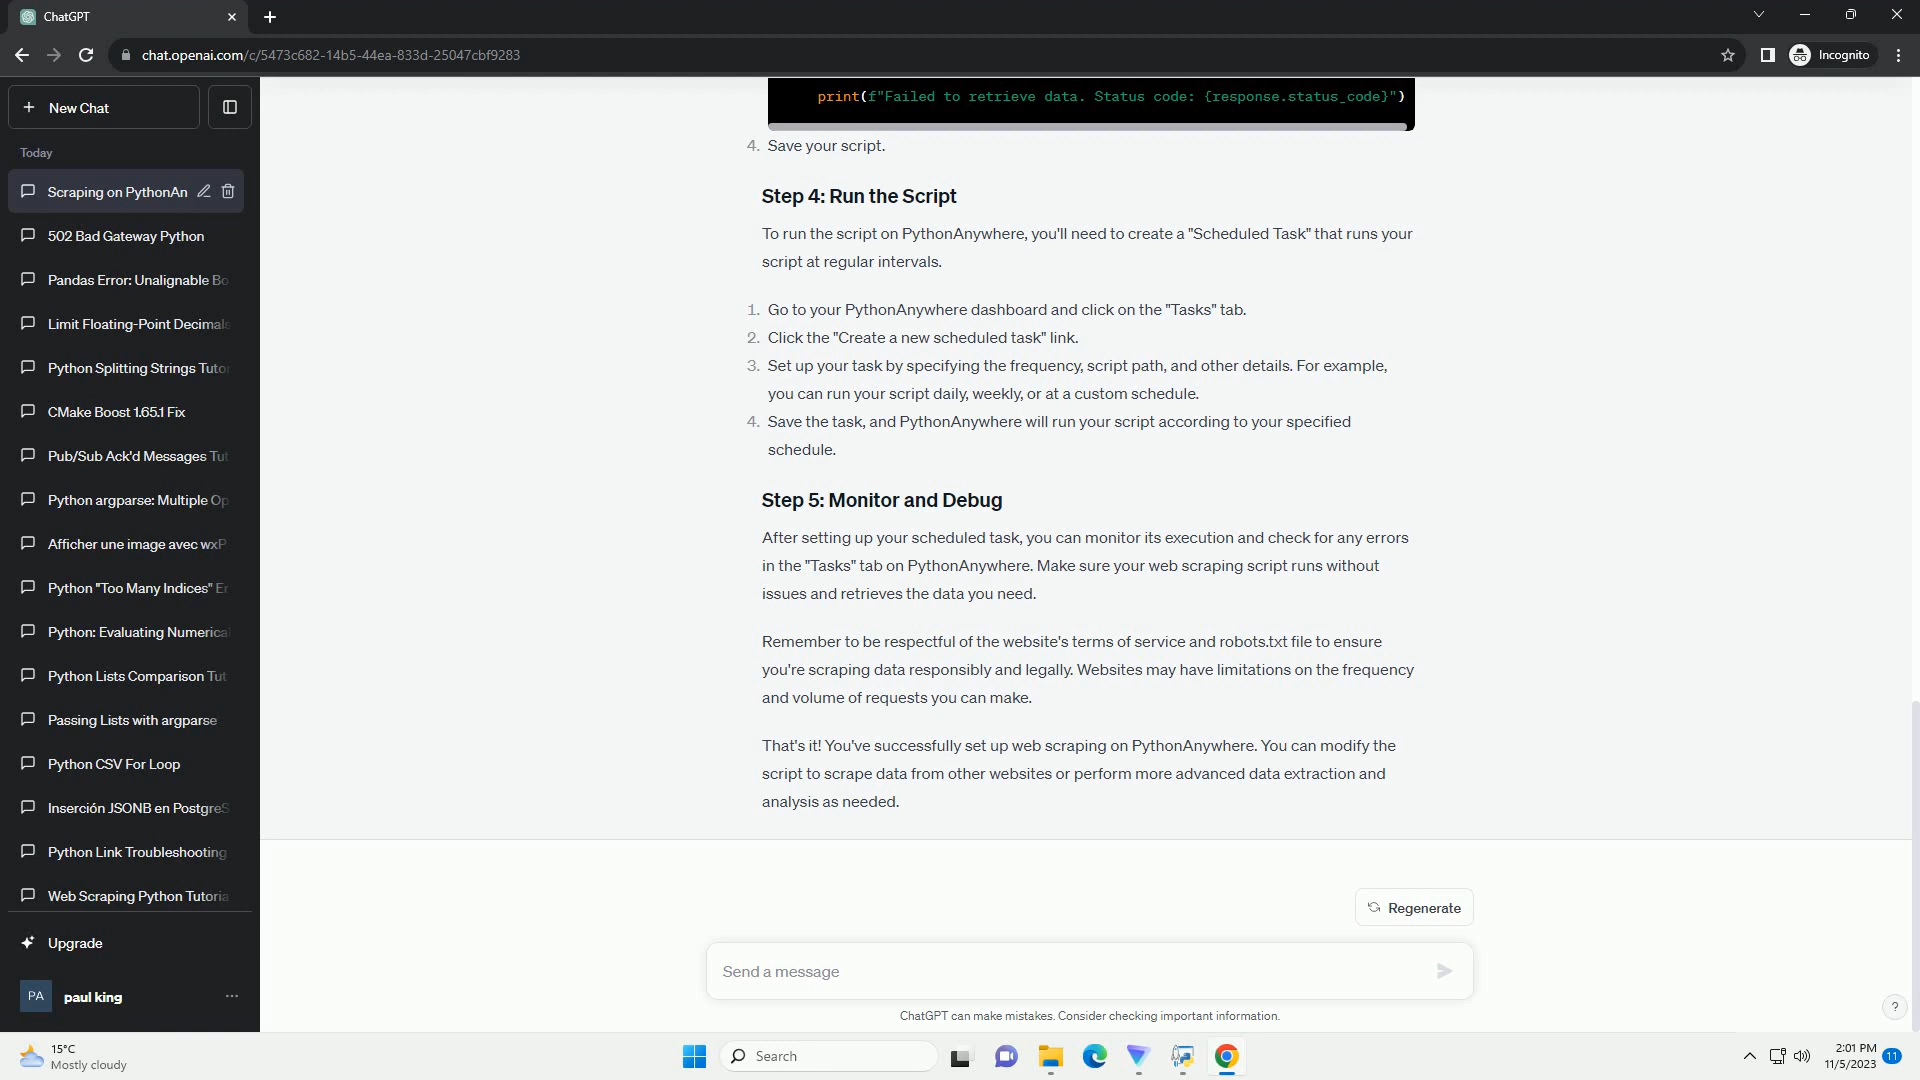 ChatGPT
chat.openai.com/c/5473c682-14b5-44ea-833d-25047cbf9283
Incognito
New Chat
Today
Scraping on PythonAn
502 Bad Gateway Python
Pandas Error: Unalignable Bo
Limit Floating-Point Decimals
Python Splitting Strings Tutor
CMake Boost 1.65.1 Fix
Pub/Sub Ack'd Messages Tut
Python argparse: Multiple Op
Afficher une image avec wxP
Python "Too Many Indices" Er
Python: Evaluating Numerica
Python Lists Comparison Tut
Passing Lists with argparse
Python CSV For Loop
Inserción JSONB en PostgreS
Python Link Troubleshooting
Web Scraping Python Tutoria
Upgrade
PA
paul king
print(f"Failed to retrieve data. Status code: {response.status_code}")
4. Save your script.
Step 4: Run the Script
To run the script on PythonAnywhere, you'll need to create a "Scheduled Task" that runs your
script at regular intervals.
1. Go to your PythonAnywhere dashboard and click on the "Tasks" tab.
2. Click the "Create a new scheduled task" link.
3. Set up your task by specifying the frequency, script path, and other details. For example,
you can run your script daily, weekly, or at a custom schedule.
4. Save the task, and PythonAnywhere will run your script according to your specified
schedule.
Step 5: Monitor and Debug
After setting up your scheduled task, you can monitor its execution and check for any errors
in the "Tasks" tab on PythonAnywhere. Make sure your web scraping script runs without
issues and retrieves the data you need.
Remember to be respectful of the website's terms of service and robots.txt file to ensure
you're scraping data responsibly and legally. Websites may have limitations on the frequency
and volume of requests you can make.
That's it! You've successfully set up web scraping on PythonAnywhere. You can modify the
script to scrape data from other websites or perform more advanced data extraction and
analysis as needed.
Regenerate
Send a message
ChatGPT can make mistakes. Consider checking important information.
?
15°C
Mostly cloudy
Search
2:01 PM
11/5/2023
11